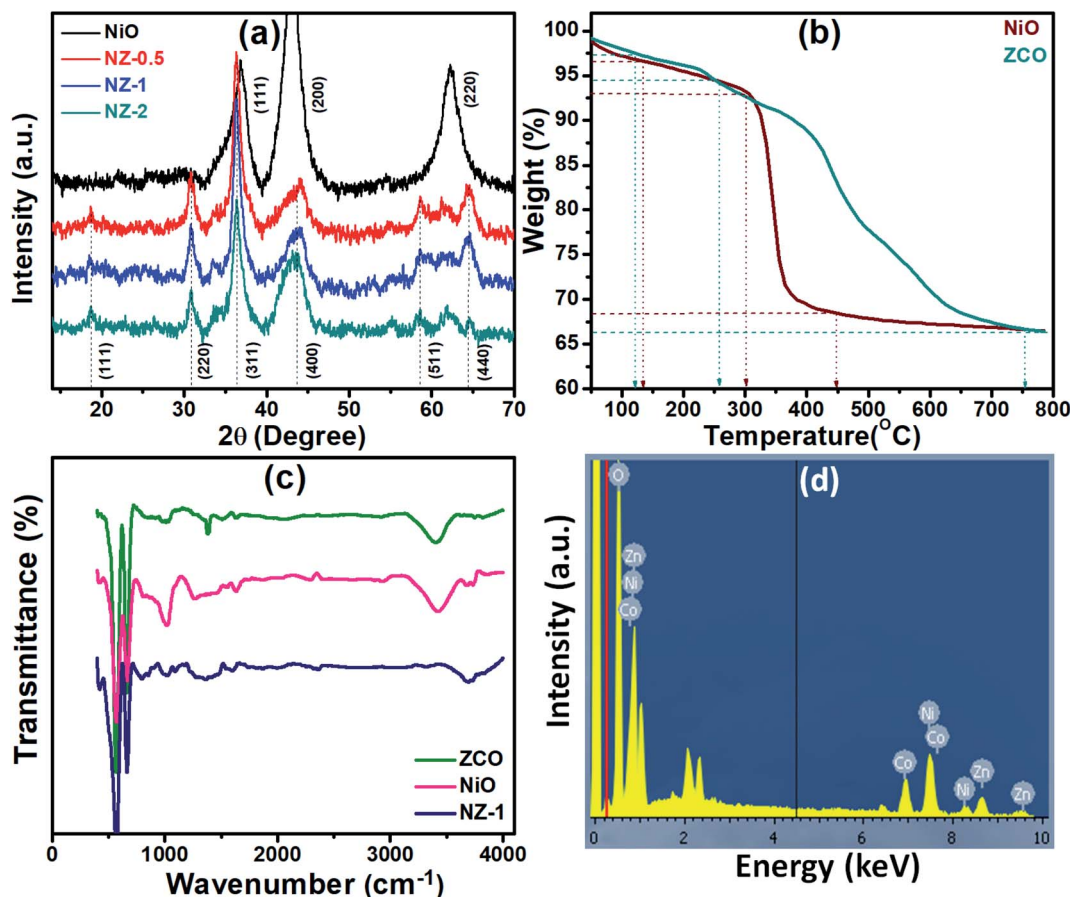 (a)
NiO
NZ-0.5
NZ-1
NZ-2
(111)
(200)
(220)
(111)
(220)
(311)
(400)
(511)
(440)
Intensity (a.u.)
20 30 40 50 60 70
2θ (Degree)
(b)
NiO
ZCO
100
95
90
85
80
75
70
65
60
Weight (%)
100 200 300 400 500 600 700 800
Temperature(°C)
(c)
Transmittance (%)
ZCO
NiO
NZ-1
0 1000 2000 3000 4000
Wavenumber (cm-1)
(d)
Intensity (a.u.)
O
Zn
Ni
Co
Ni
Co
Co
Ni
Zn
Zn
0 2 4 6 8 10
Energy (keV)